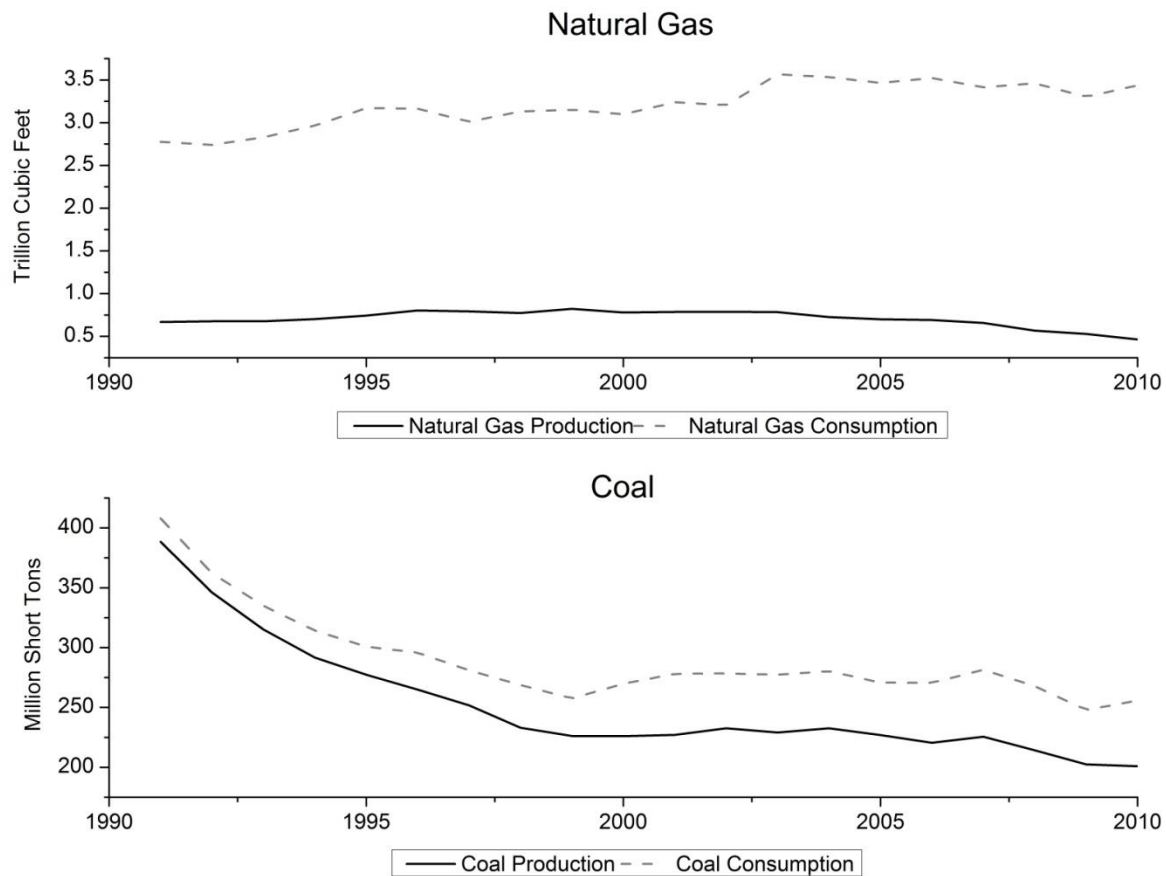 Natural Gas
Trillion Cubic Feet
3.5
3.0
2.5
2.0
1.5
1.0
0.5
1990 1995 2000 2005 2010
Natural Gas Production Natural Gas Consumption
Coal
Million Short Tons
400
350
300
250
200
1990 1995 2000 2005 2010
Coal Production Coal Consumption